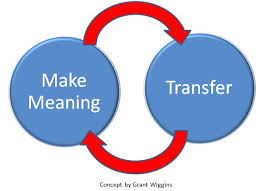 Make
Meaning
Transfer
Concept by Grant Wiggins